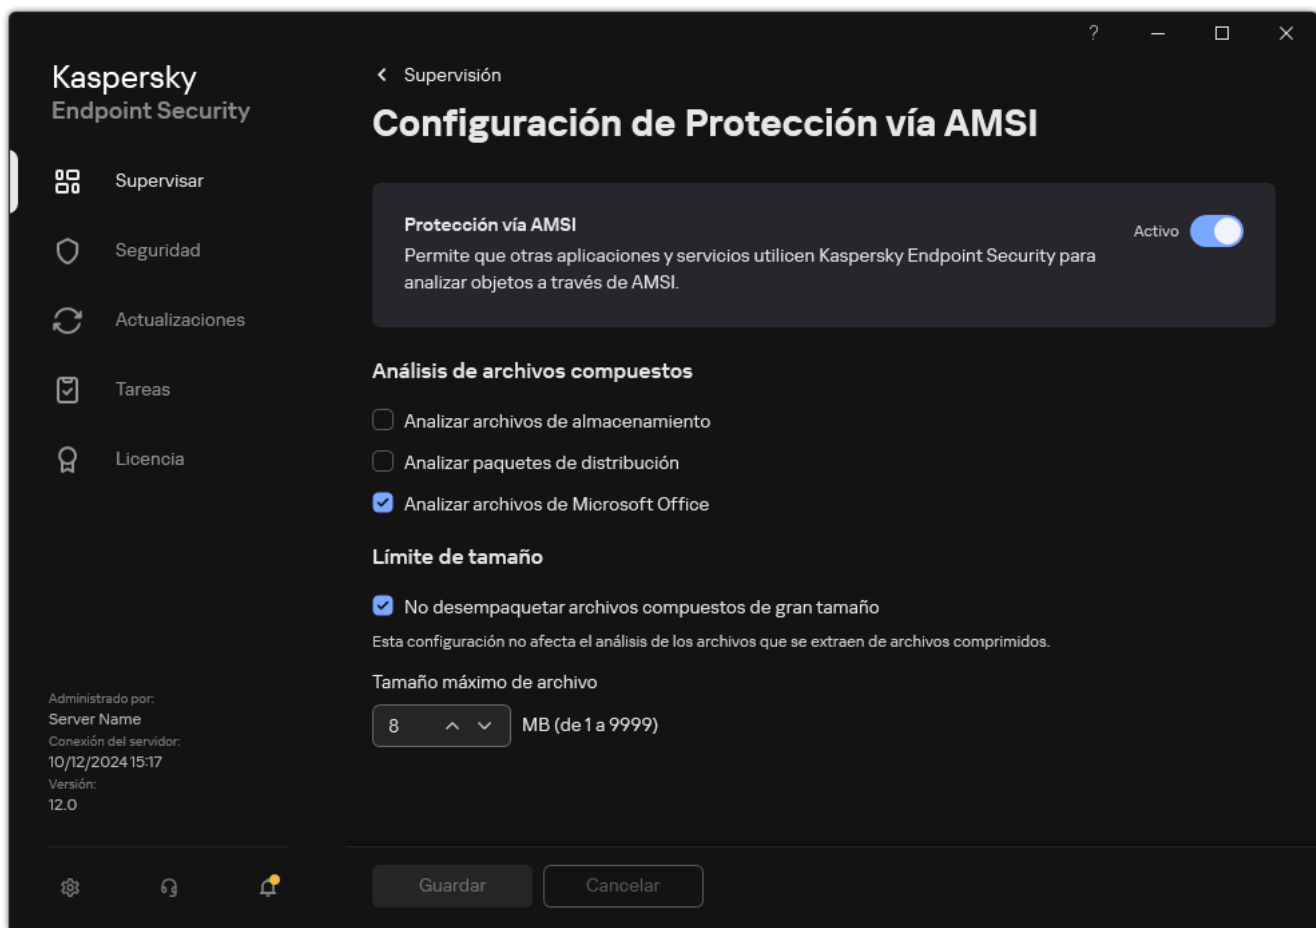 ?
Kaspersky
Endpoint Security
Supervisar
Seguridad
Actualizaciones
Tareas
Licencia
Administrado por:
Server Name
Conexión del servidor:
10/12/2024 15:17
Versión:
12.0
Supervisión
Configuración de Protección vía AMSI
Protección vía AMSI
Activo
Permite que otras aplicaciones y servicios utilicen Kaspersky Endpoint Security para
analizar objetos a través de AMSI.
Análisis de archivos compuestos
Analizar archivos de almacenamiento
Analizar paquetes de distribución
Analizar archivos de Microsoft Office
Límite de tamaño
No desempaquetar archivos compuestos de gran tamaño
Esta configuración no afecta el análisis de los archivos que se extraen de archivos comprimidos.
Tamaño máximo de archivo
8 MB (de 1 a 9999)
Guardar Cancelar